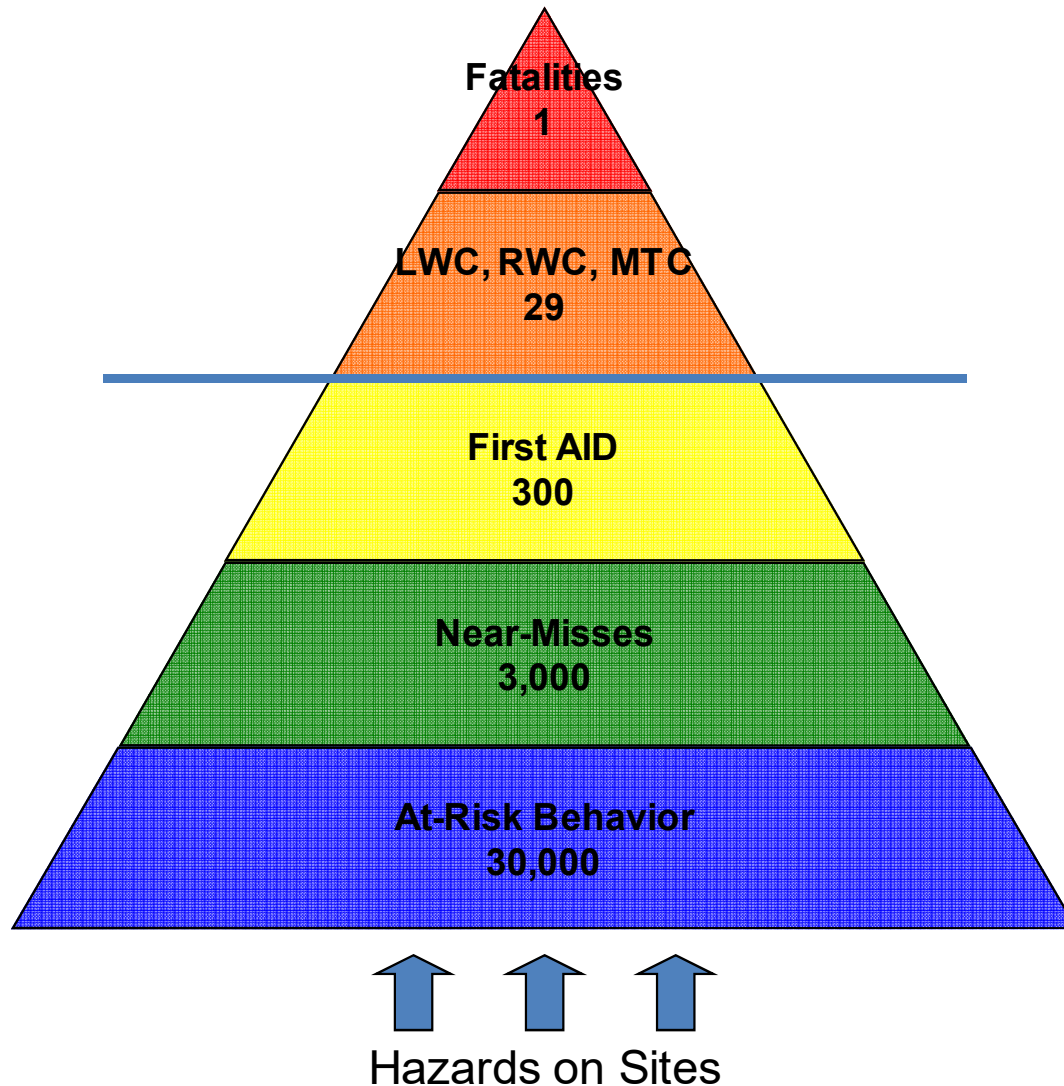 Fatalities
1
LWC, RWC, MTC
29
First AID
300
Near-Misses
3,000
At-Risk Behavior
30,000
Hazards on Sites